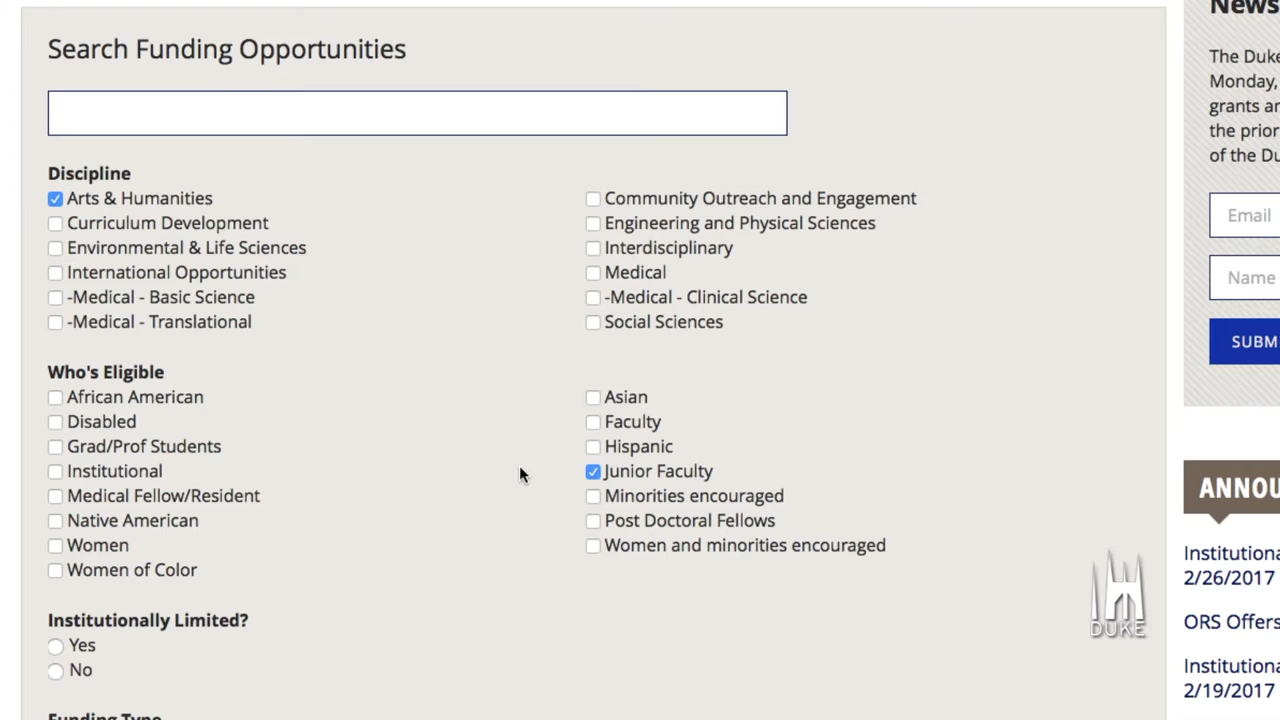 Search Funding Opportunities
Discipline
Arts & Humanities
Community Outreach and Engagement
Curriculum Development
Engineering and Physical Sciences
Environmental & Life Sciences
Interdisciplinary
International Opportunities
Medical
-Medical - Basic Science
-Medical - Clinical Science
-Medical - Translational
Social Sciences
Who's Eligible
African American
Asian
Disabled
Faculty
Grad/Prof Students
Hispanic
Institutional
Junior Faculty
Medical Fellow/Resident
Minorities encouraged
Native American
Post Doctoral Fellows
Women
Women and minorities encouraged
Women of Color
Institutionally Limited?
Yes
No
Funding Type
News
The Duke
Monday,
grants an
the prior
of the Du
Email
Name
SUBM
ANNOU
Institutiona
2/26/2017
ORS Offers
Institutiona
2/19/2017
DUKE